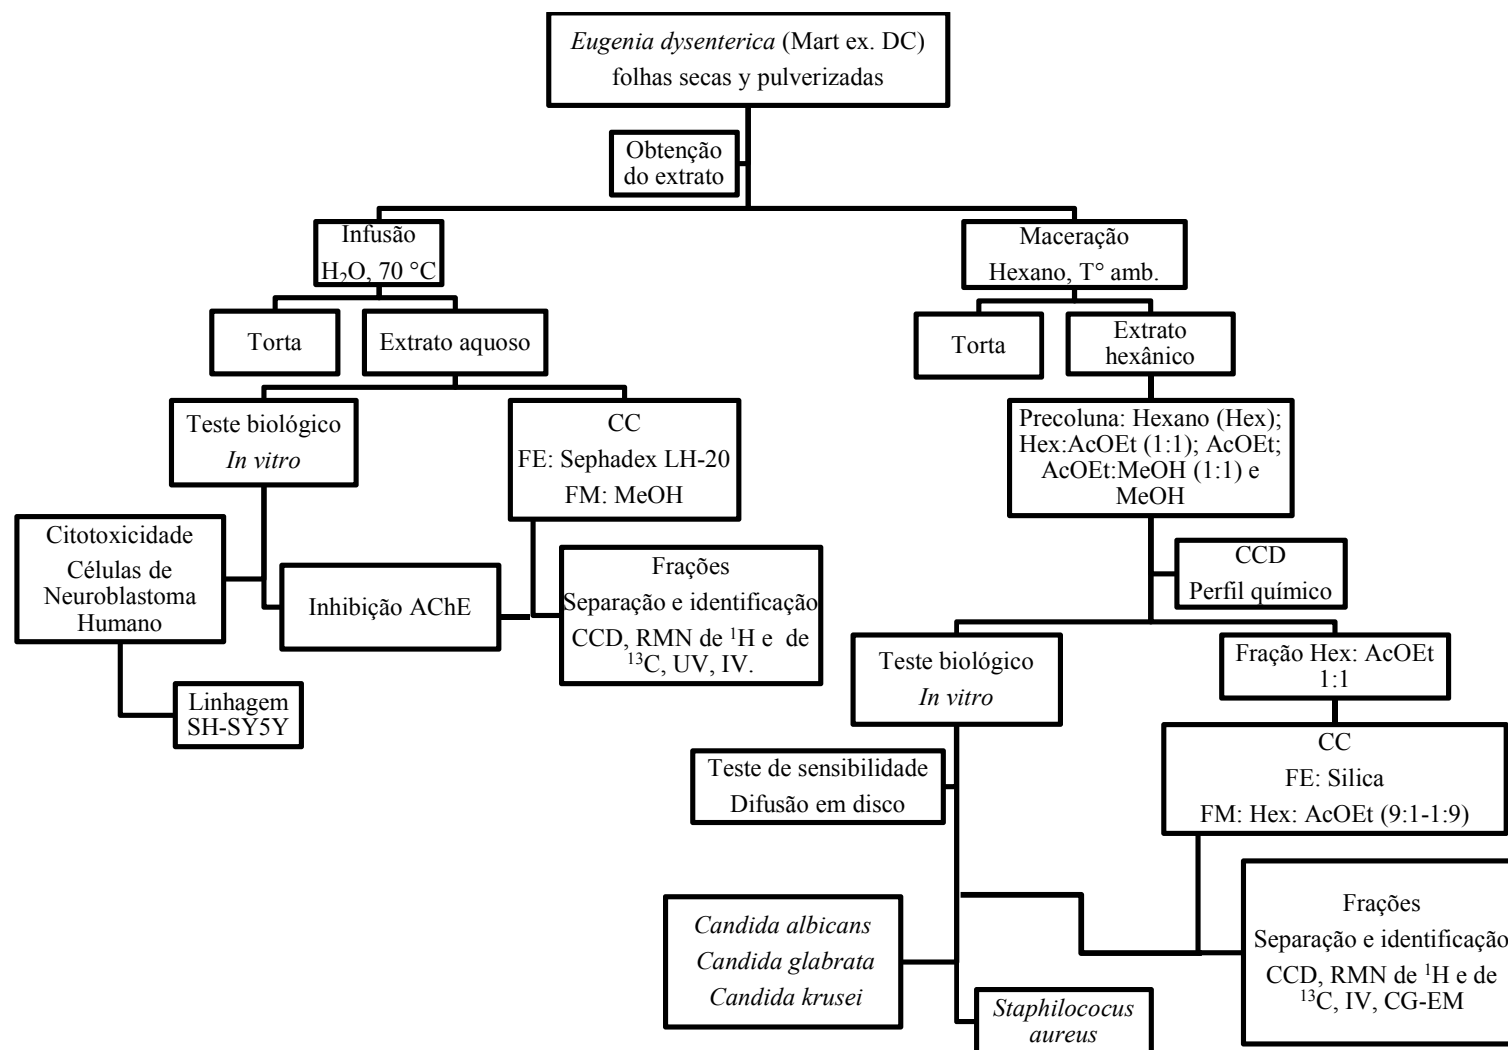 Eugenia dysenterica (Mart ex. DC)
folhas secas y pulverizadas
Obtenção
do extrato
Infusão
H₂O, 70 °C
Maceração
Hexano, T° amb.
Torta
Extrato aquoso
Torta
Extrato
hexânico
Teste biológico
In vitro
CC
FE: Sephadex LH-20
FM: MeOH
Precoluna: Hexano (Hex);
Hex:AcOEt (1:1); AcOEt;
AcOEt:MeOH (1:1) e
MeOH
Citotoxicidade
Células de
Neuroblastoma
Humano
Inhibição AChE
Frações
Separação e identificação
CCD, RMN de ¹H e de
¹³C, UV, IV.
CCD
Perfil químico
Linhagem
SH-SY5Y
Teste biológico
In vitro
Fração Hex: AcOEt
1:1
Teste de sensibilidade
Difusão em disco
CC
FE: Silica
FM: Hex: AcOEt (9:1-1:9)
Candida albicans
Candida glabrata
Candida krusei
Staphilococus
aureus
Frações
Separação e identificação
CCD, RMN de ¹H e de
¹³C, IV, CG-EM